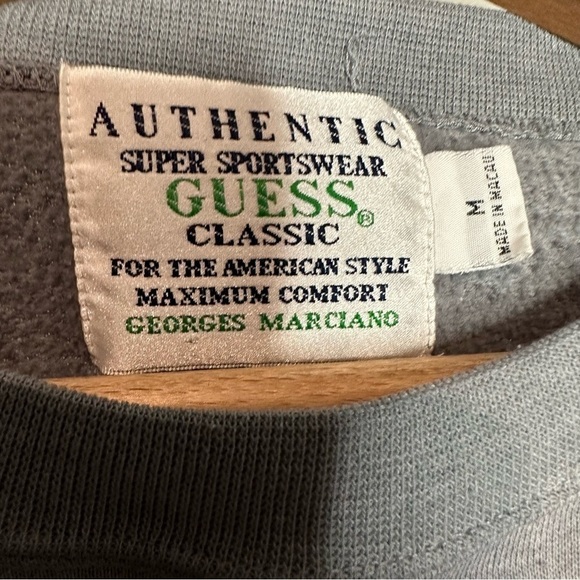 AUTHENTIC
SUPER SPORTSWEAR
GUESS®
CLASSIC
FOR THE AMERICAN STYLE
MAXIMUM COMFORT
GEORGES MARCIANO
M
MADE IN MACAU